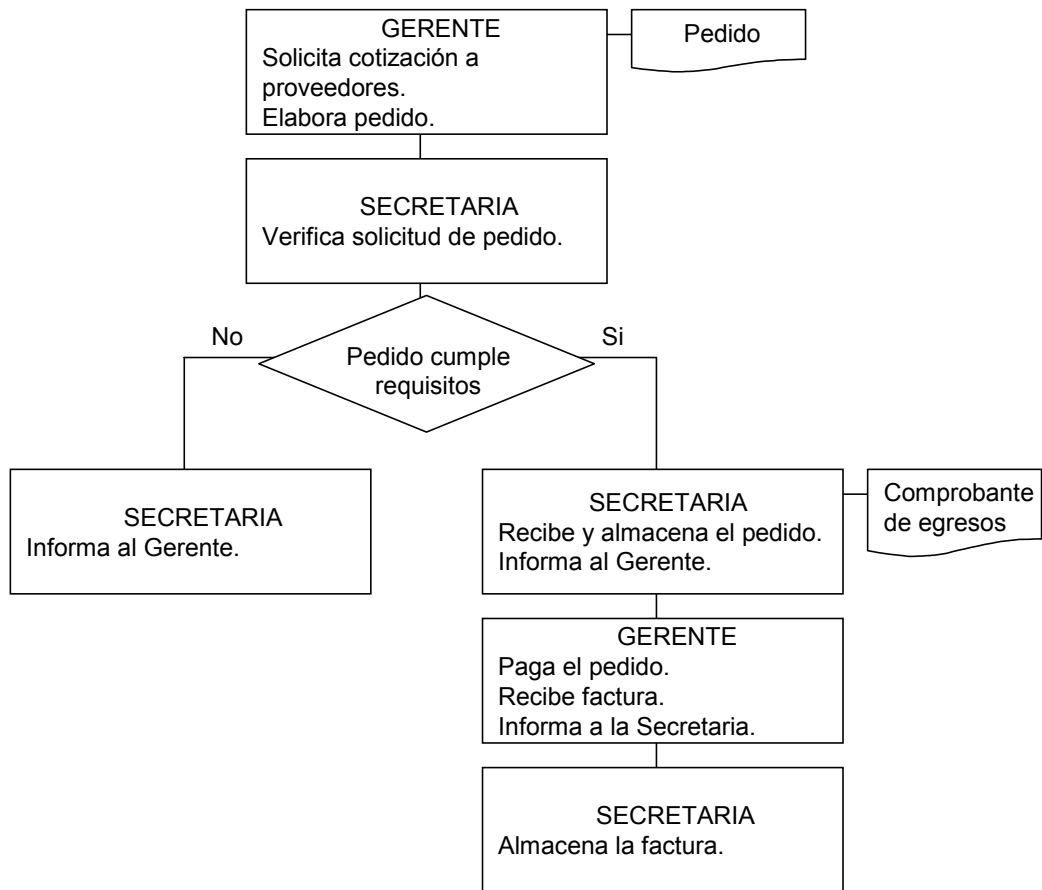 GERENTE
Solicita cotización a
proveedores.
Elabora pedido.
Pedido
SECRETARIA
Verifica solicitud de pedido.
No
Si
Pedido cumple
requisitos
SECRETARIA
Informa al Gerente.
SECRETARIA
Recibe y almacena el pedido.
Informa al Gerente.
Comprobante
de egresos
GERENTE
Paga el pedido.
Recibe factura.
Informa a la Secretaria.
SECRETARIA
Almacena la factura.